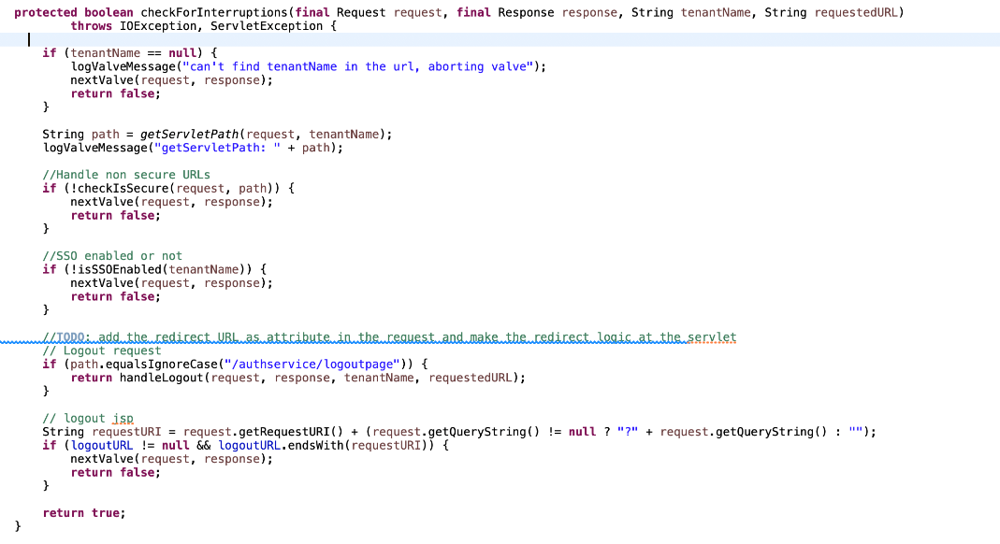 protected boolean checkForInterruptions(final Request request, final Response response, String tenantName, String requestedURL)
        throws IOException, ServletException {

    if (tenantName == null) {
        logValveMessage("can't find tenantName in the url, aborting valve");
        nextValve(request, response);
        return false;
    }

    String path = getServletPath(request, tenantName);
    logValveMessage("getServletPath: " + path);

    //Handle non secure URLs
    if (!checkIsSecure(request, path)) {
        nextValve(request, response);
        return false;
    }

    //SSO enabled or not
    if (!isSSOEnabled(tenantName)) {
        nextValve(request, response);
        return false;
    }

    //TODO: add the redirect URL as attribute in the request and make the redirect logic at the servlet
    // Logout request
    if (path.equalsIgnoreCase("/authservice/logoutpage")) {
        return handleLogout(request, response, tenantName, requestedURL);
    }

    // logout jsp
    String requestURI = request.getRequestURI() + (request.getQueryString() != null ? "?" + request.getQueryString() : "");
    if (logoutURL != null && logoutURL.endsWith(requestURI)) {
        nextValve(request, response);
        return false;
    }

    return true;
}